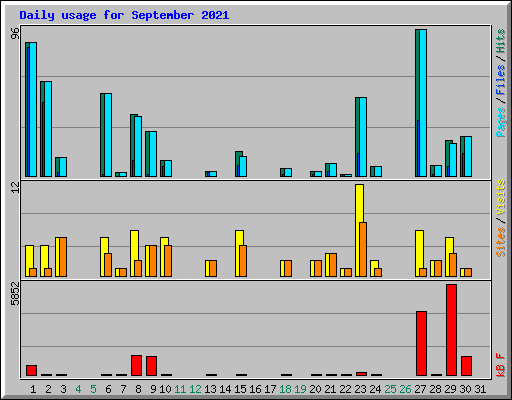 Daily usage for September 2021
96
Pages/Files/Hits
12
Sites/Visits
5852
kB F
1 2 3 4 5 6 7 8 9 10 11 12 13 14 15 16 17 18 19 20 21 22 23 24 25 26 27 28 29 30 31